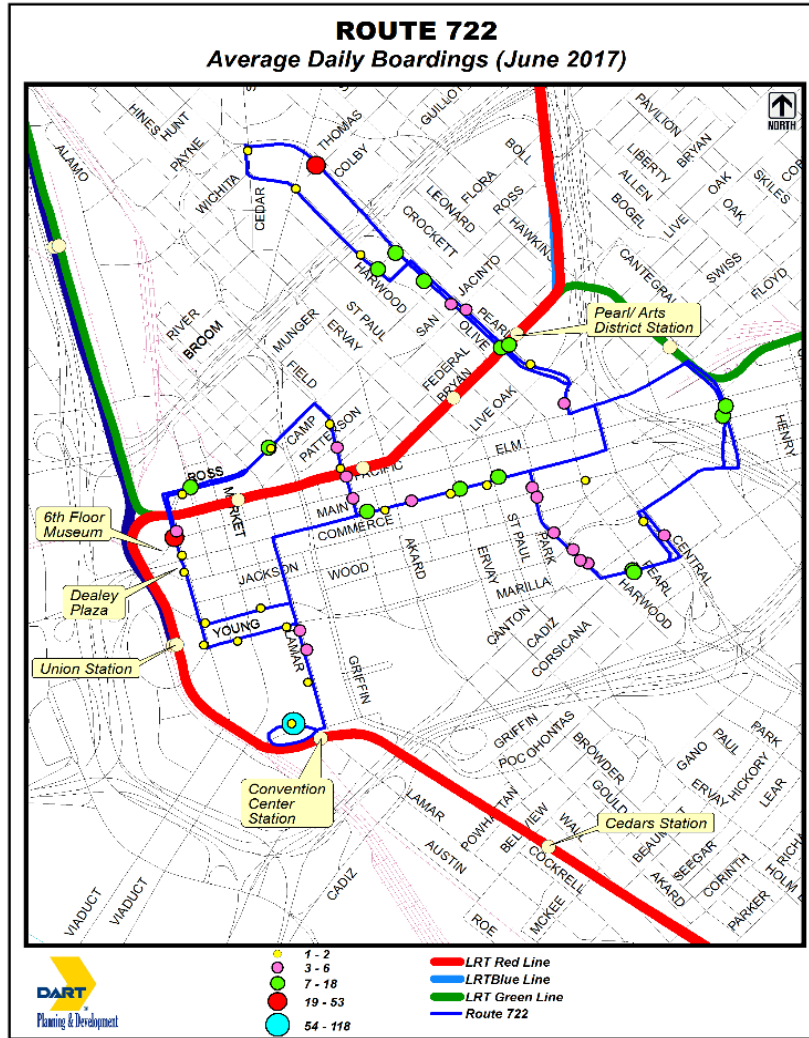 ROUTE 722
Average Daily Boardings (June 2017)
NORTH
HINES
HUNT
PAYNE
ALAMO
WICHITA
CEDAR
THOMAS
COLBY
GUILLOT
BOLL
PAVILION
BRYAN
LIBERTY
ALLEN
BOGEL
LIVE
OAK
OAK
SKILES
FLORA
LEONARD
ROSS
HAWKINS
CROCKETT
CANTEGRAL
SWISS
FLOYD
HARWOOD
JACINTO
PEARL
Pearl/ Arts
District Station
RIVER
BROOM
MUNGER
ST PAUL
ERVAY
SAN
OLIVE
FIELD
FEDERAL
BRYAN
LIVE OAK
CAMP
PATTERSON
ELM
HENRY
ROSS
PACIFIC
MARKET
MAIN
COMMERCE
6th Floor
Museum
Dealey
Plaza
JACKSON
WOOD
AKARD
ERVAY
ST PAUL
PARK
MARILLA
PEARL
CENTRAL
HARWOOD
YOUNG
LAMAR
CANTON
CADIZ
CORSICANA
Union Station
GRIFFIN
GRIFFIN
POCOHONTAS
BROWDER
GOULD
PARK
PAUL
GANO
HICKORY
ERVAY
LEAR
Convention
Center
Station
LAMAR
POWHATTAN
BELLVIEW
WALL
Cedars Station
AUSTIN
COCKRELL
SEEGAR
CORINTH
AKARD
PARKER
HOLM
VIADUCT
VIADUCT
CADIZ
ROE
MCKEE
DART
Planning & Development
1 - 2
3 - 6
7 - 18
19 - 53
54 - 118
LRT Red Line
LRTBlue Line
LRT Green Line
Route 722